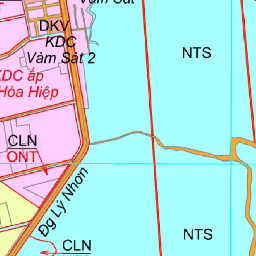 Vàm Sát
DKV
KDC
Vàm Sát 2
KDC ấp
Hòa Hiệp
NTS
CLN
ONT
Đg Lý Nhơn
NTS
CLN